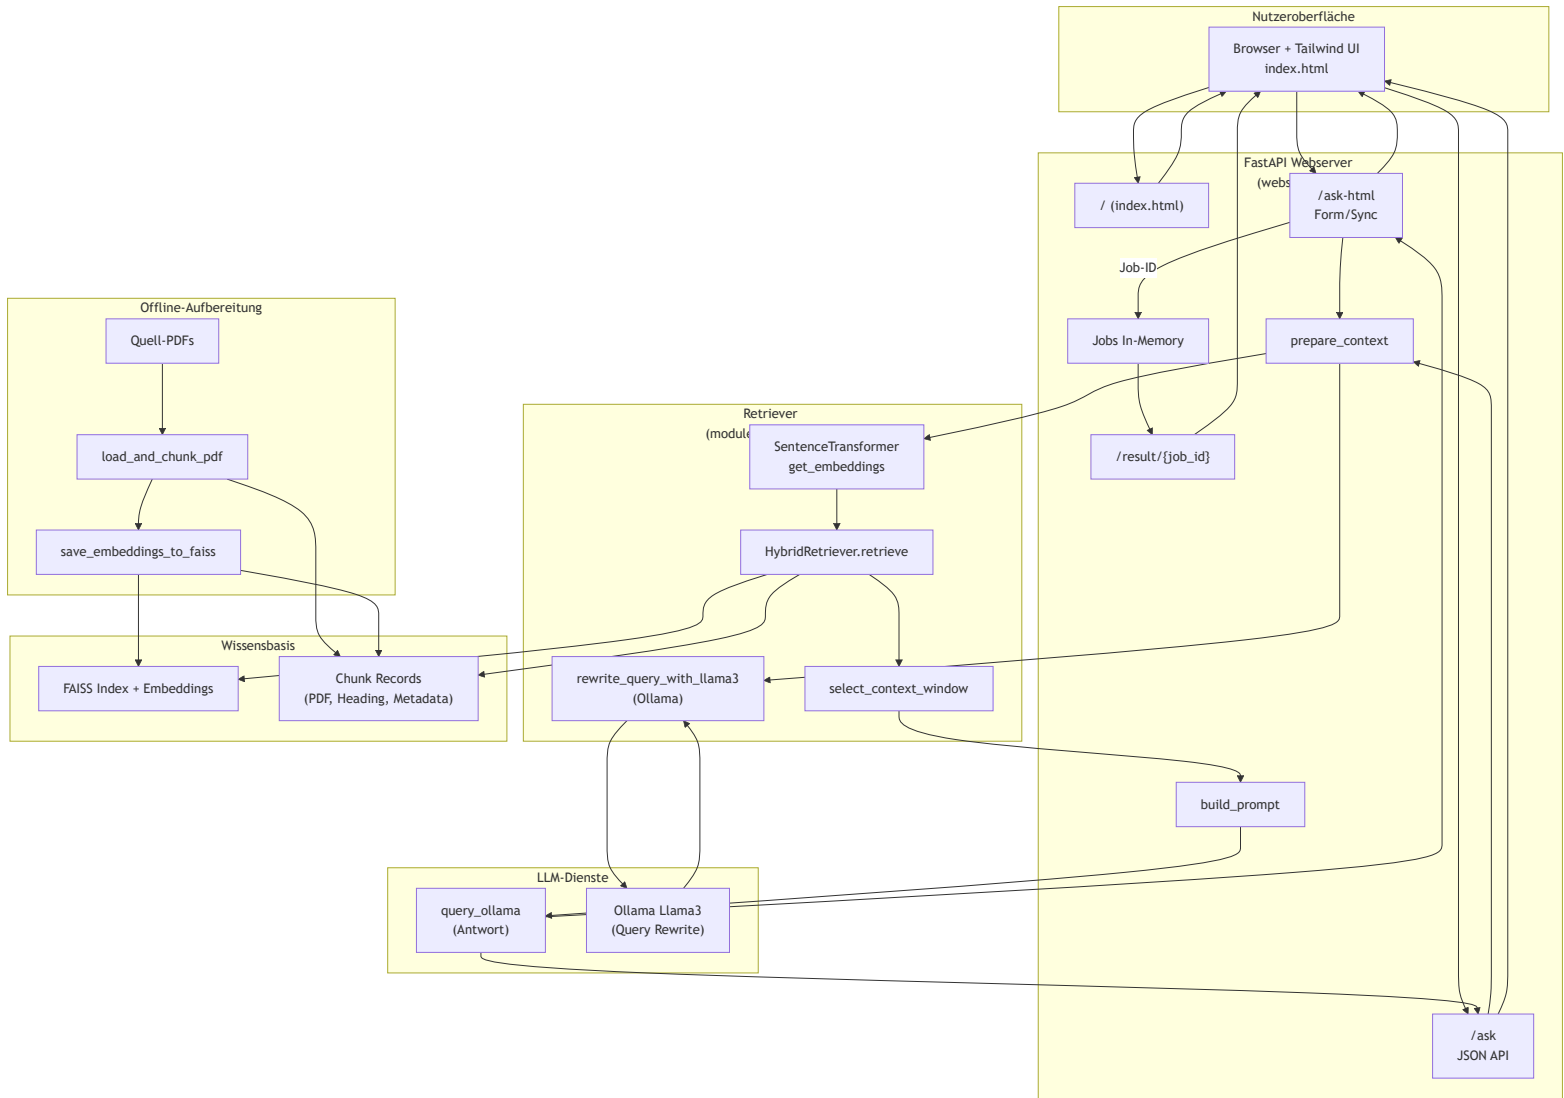 Nutzeroberfläche
Browser + Tailwind UI
index.html
FastAPI Webserver
(webs
/ (index.html)
/ask-html
Form/Sync
Job-ID
Jobs In-Memory
prepare_context
/result/{job_id}
Offline-Aufbereitung
Quell-PDFs
load_and_chunk_pdf
save_embeddings_to_faiss
Retriever
(module
SentenceTransformer
get_embeddings
HybridRetriever.retrieve
rewrite_query_with_llama3
(Ollama)
select_context_window
Wissensbasis
FAISS Index + Embeddings
Chunk Records
(PDF, Heading, Metadata)
build_prompt
LLM-Dienste
query_ollama
(Antwort)
Ollama Llama3
(Query Rewrite)
/ask
JSON API